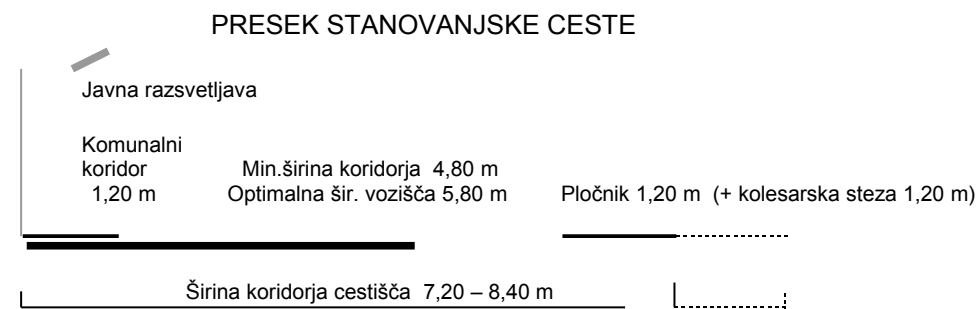 PRESEK STANOVANJSKE CESTE
Javna razsvetljava
Komunalni
koridor Min.širina koridorja 4,80 m
1,20 m Optimalna šir. vozišča 5,80 m Pločnik 1,20 m (+ kolesarska steza 1,20 m)
Širina koridorja cestišča 7,20 – 8,40 m